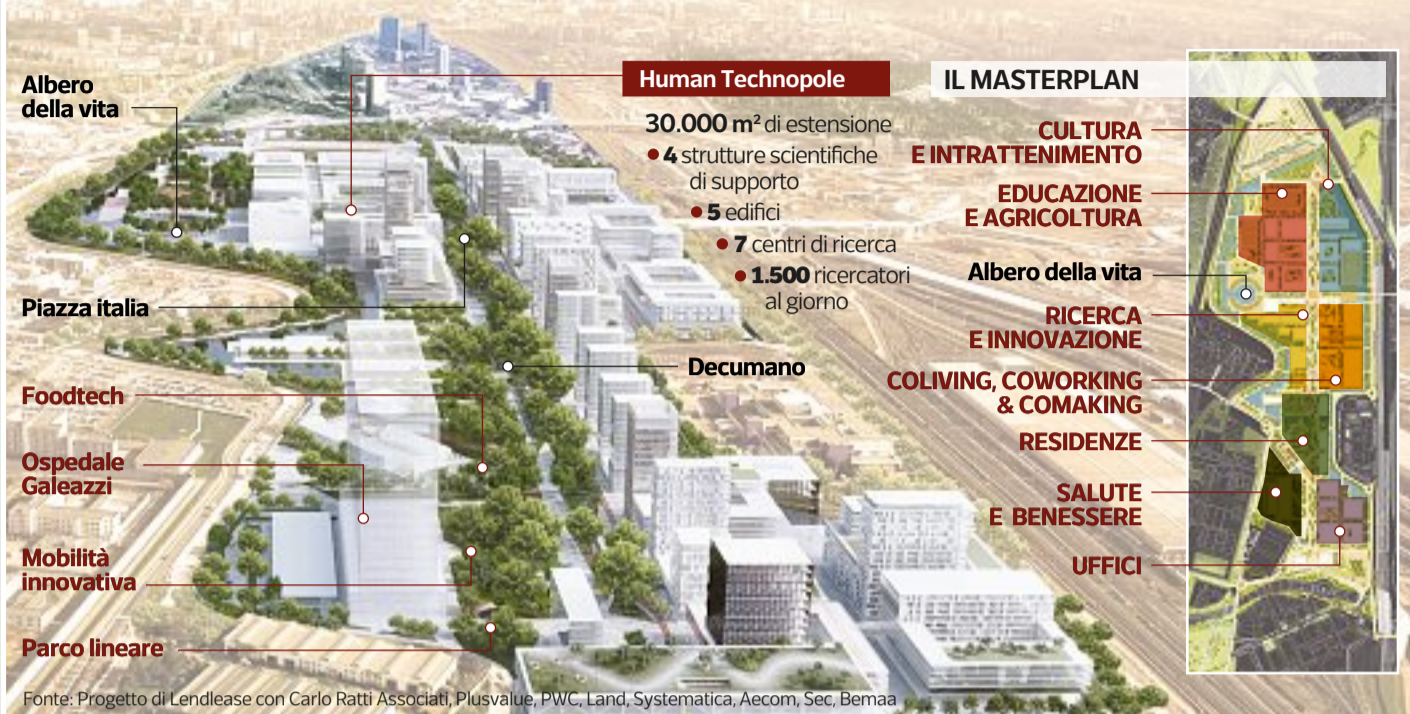 Albero
della vita
Piazza italia
Foodtech
Ospedale
Galeazzi
Mobilità
innovativa
Parco lineare
Decumano
Human Technopole
30.000 m² di estensione
• 4 strutture scientifiche
di supporto
• 5 edifici
• 7 centri di ricerca
• 1.500 ricercatori
al giorno
IL MASTERPLAN
CULTURA
E INTRATTENIMENTO
EDUCAZIONE
E AGRICOLTURA
Albero della vita
RICERCA
E INNOVAZIONE
COLIVING, COWORKING
& COMAKING
RESIDENZE
SALUTE
E BENESSERE
UFFICI
Fonte: Progetto di Lendlease con Carlo Ratti Associati, Plusvalue, PWC, Land, Systematica, Aecom, Sec, Bemaa